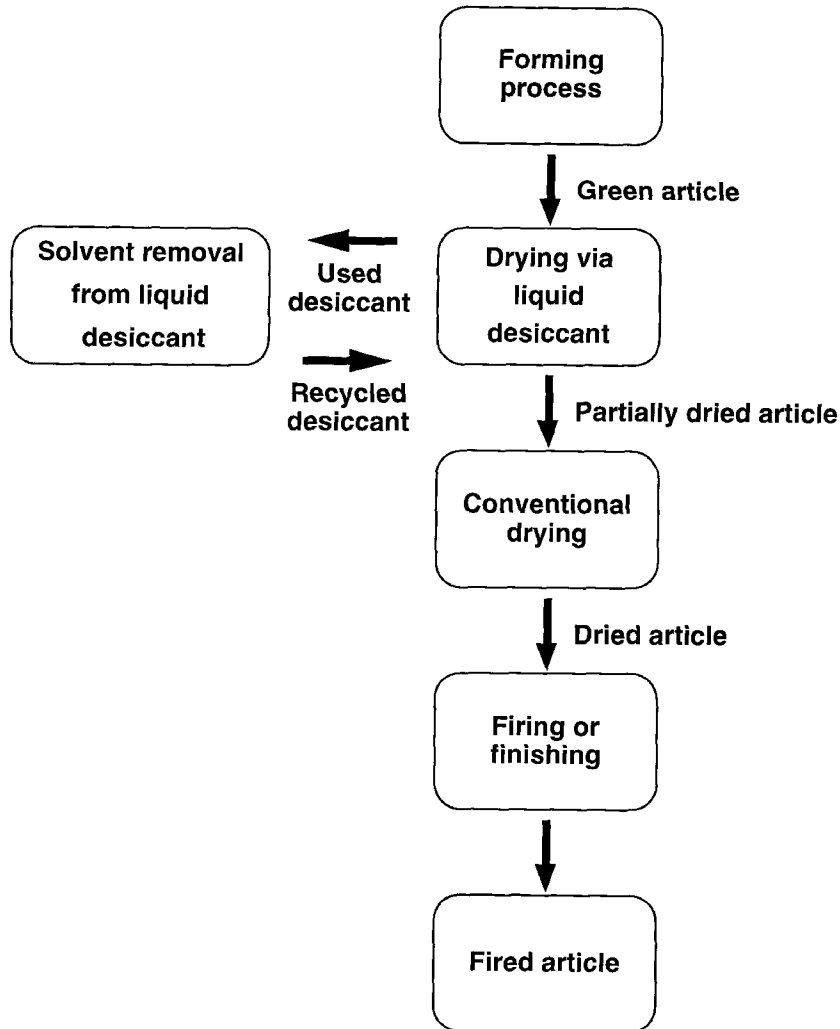 Forming
process
Green article
Solvent removal
from liquid
desiccant
Used
desiccant
Recycled
desiccant
Drying via
liquid
desiccant
Partially dried article
Conventional
drying
Dried article
Firing or
finishing
Fired article